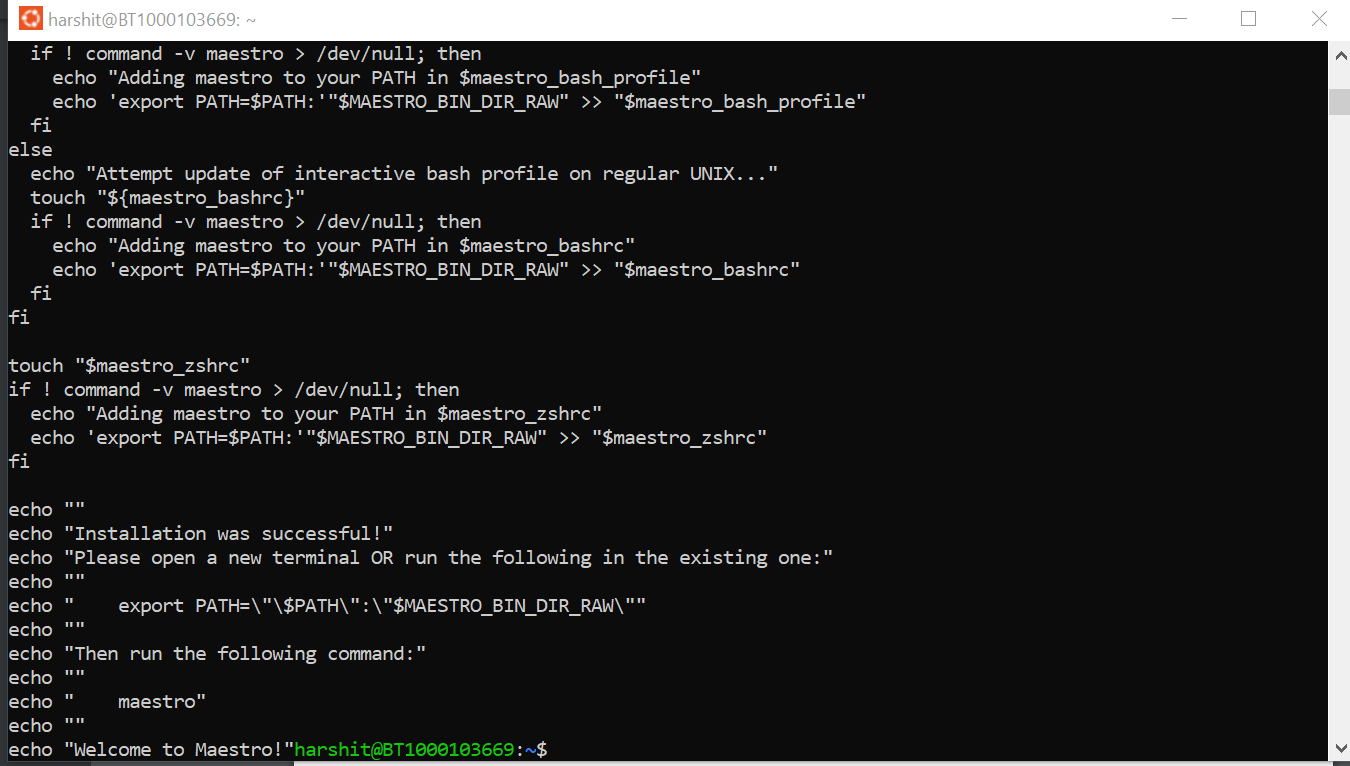 harshit@BT1000103669: ~
  if ! command -v maestro > /dev/null; then
    echo "Adding maestro to your PATH in $maestro_bash_profile"
    echo 'export PATH=$PATH:'"$MAESTRO_BIN_DIR_RAW" >> "$maestro_bash_profile"
  fi
else
  echo "Attempt update of interactive bash profile on regular UNIX..."
  touch "${maestro_bashrc}"
  if ! command -v maestro > /dev/null; then
    echo "Adding maestro to your PATH in $maestro_bashrc"
    echo 'export PATH=$PATH:'"$MAESTRO_BIN_DIR_RAW" >> "$maestro_bashrc"
  fi
fi

touch "$maestro_zshrc"
if ! command -v maestro > /dev/null; then
  echo "Adding maestro to your PATH in $maestro_zshrc"
  echo 'export PATH=$PATH:'"$MAESTRO_BIN_DIR_RAW" >> "$maestro_zshrc"
fi

echo ""
echo "Installation was successful!"
echo "Please open a new terminal OR run the following in the existing one:"
echo ""
echo "    export PATH=\"\$PATH\":\"$MAESTRO_BIN_DIR_RAW\""
echo ""
echo "Then run the following command:"
echo ""
echo "    maestro"
echo ""
echo "Welcome to Maestro!"harshit@BT1000103669:~$